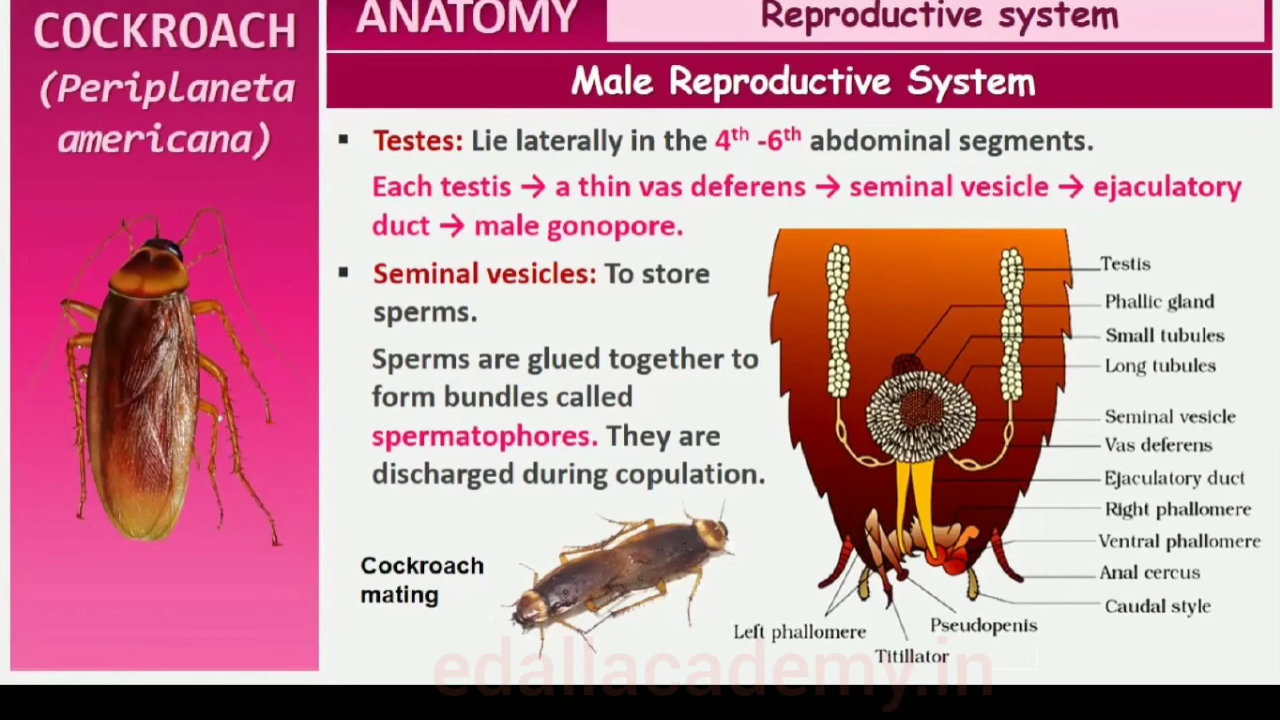 COCKROACH
(Periplaneta
americana)
ANATOMY
Reproductive system
Male Reproductive System
▪ Testes: Lie laterally in the 4th -6th abdominal segments.
Each testis → a thin vas deferens → seminal vesicle → ejaculatory
duct → male gonopore.
▪ Seminal vesicles: To store
sperms.
Sperms are glued together to
form bundles called
spermatophores. They are
discharged during copulation.
Cockroach
mating
Testis
Phallic gland
Small tubules
Long tubules
Seminal vesicle
Vas deferens
Ejaculatory duct
Right phallomere
Ventral phallomere
Anal cercus
Caudal style
Pseudopenis
Left phallomere
Titillator
edallacademy.in